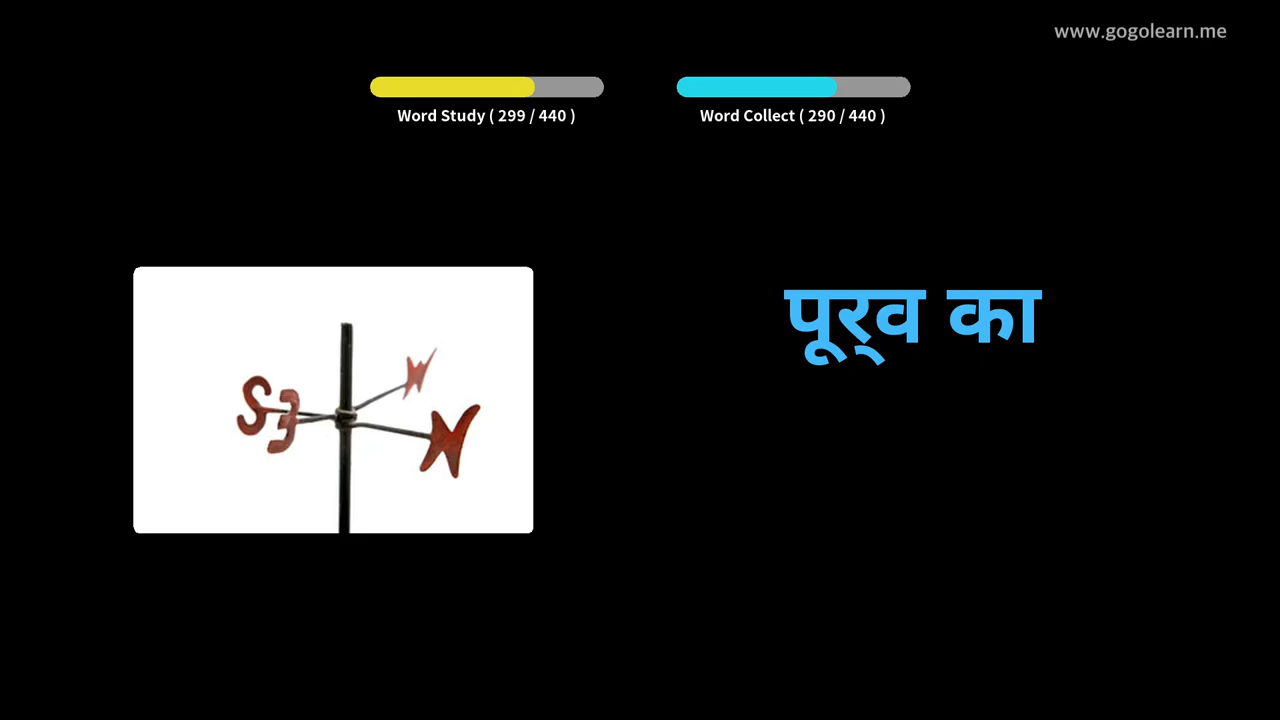 www.gogolearn.me
Word Study ( 299 / 440 )
Word Collect ( 290 / 440 )
S E N N
पूर्‌व का